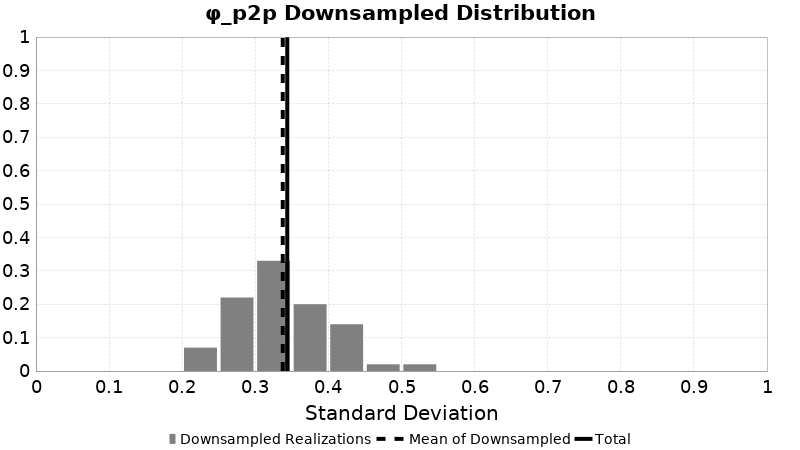 φ_p2p Downsampled Distribution
1
0.9
0.8
0.7
0.6
0.5
0.4
0.3
0.2
0.1
0
0 0.1 0.2 0.3 0.4 0.5 0.6 0.7 0.8 0.9 1
Standard Deviation
Downsampled Realizations Mean of Downsampled Total